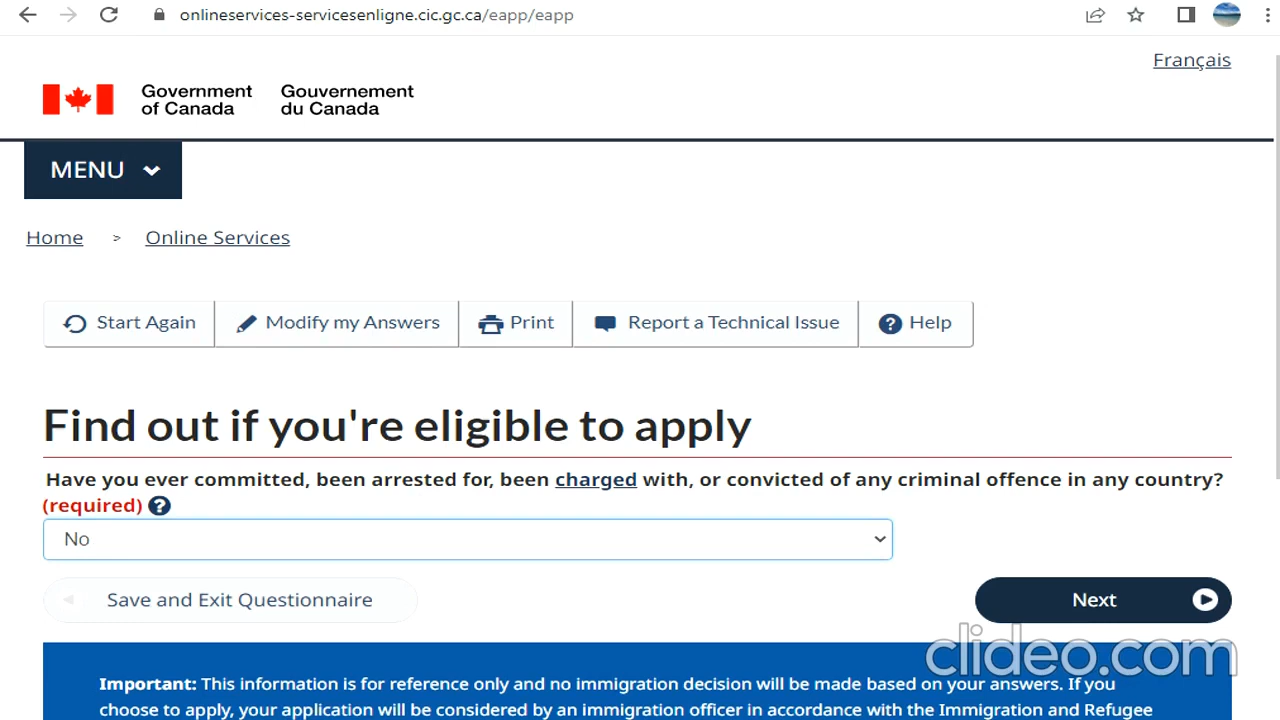 onlineservices-servicesenligne.cic.gc.ca/eapp/eapp
Français
Government Gouvernement
of Canada du Canada
MENU
Home > Online Services
Start Again Modify my Answers Print Report a Technical Issue ? Help
Find out if you're eligible to apply
Have you ever committed, been arrested for, been charged with, or convicted of any criminal offence in any country?
(required) ?
No
Save and Exit Questionnaire Next
clideo.com
Important: This information is for reference only and no immigration decision will be made based on your answers. If you
choose to apply, your application will be considered by an immigration officer in accordance with the Immigration and Refugee